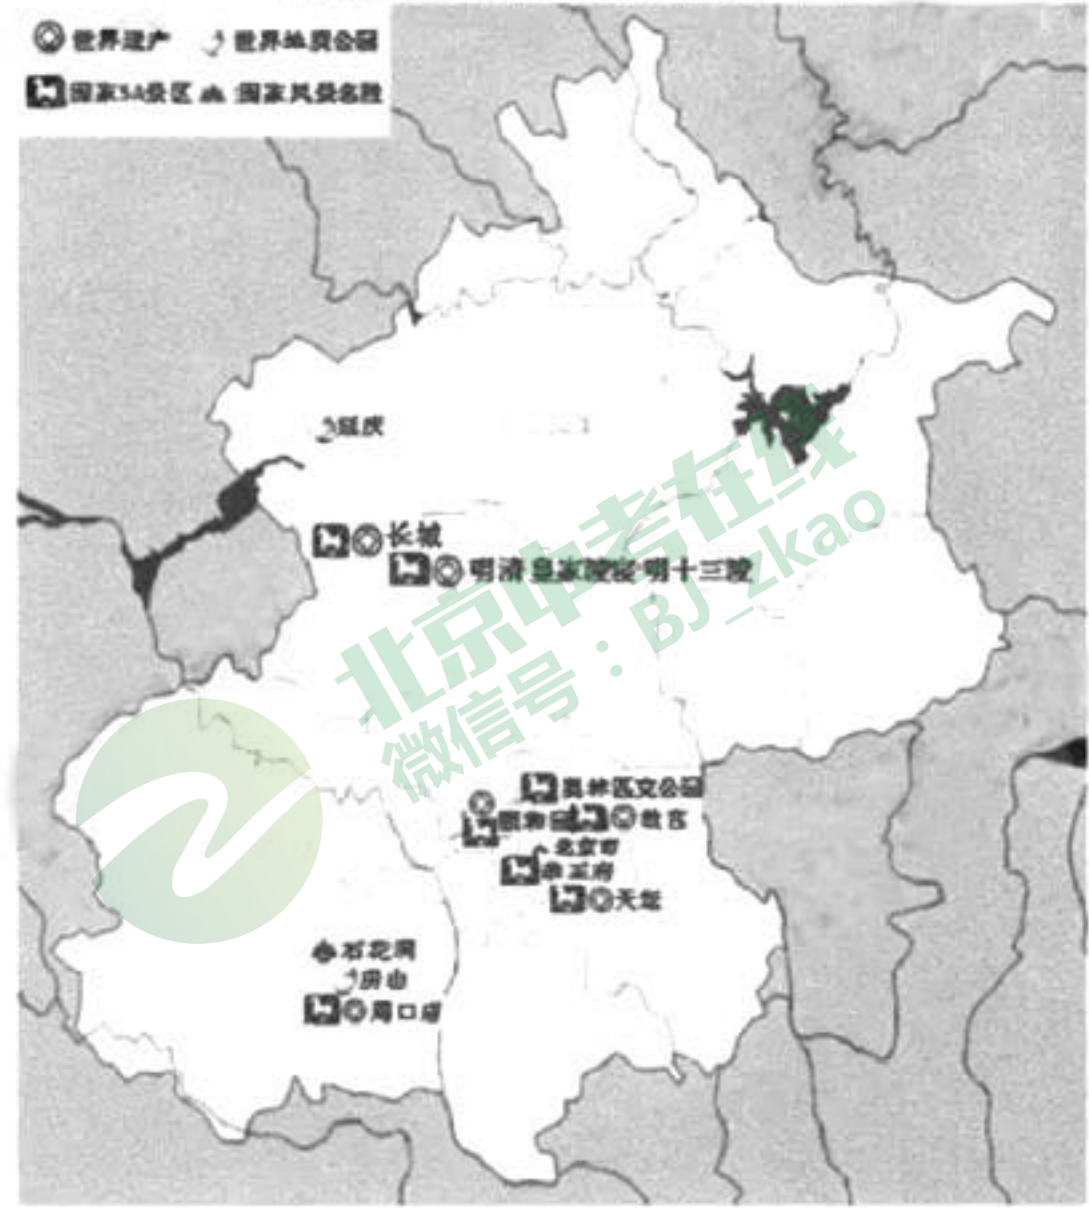 世界遗产 世界地质公园
国家5A景区 国家风景名胜
延庆
长城
明清皇家陵寝·明十三陵
北京中考在线
微信号：BJ_zkao
奥林匹克公园
颐和园 故宫
北京市
恭王府
天坛
石花洞
房山
周口店